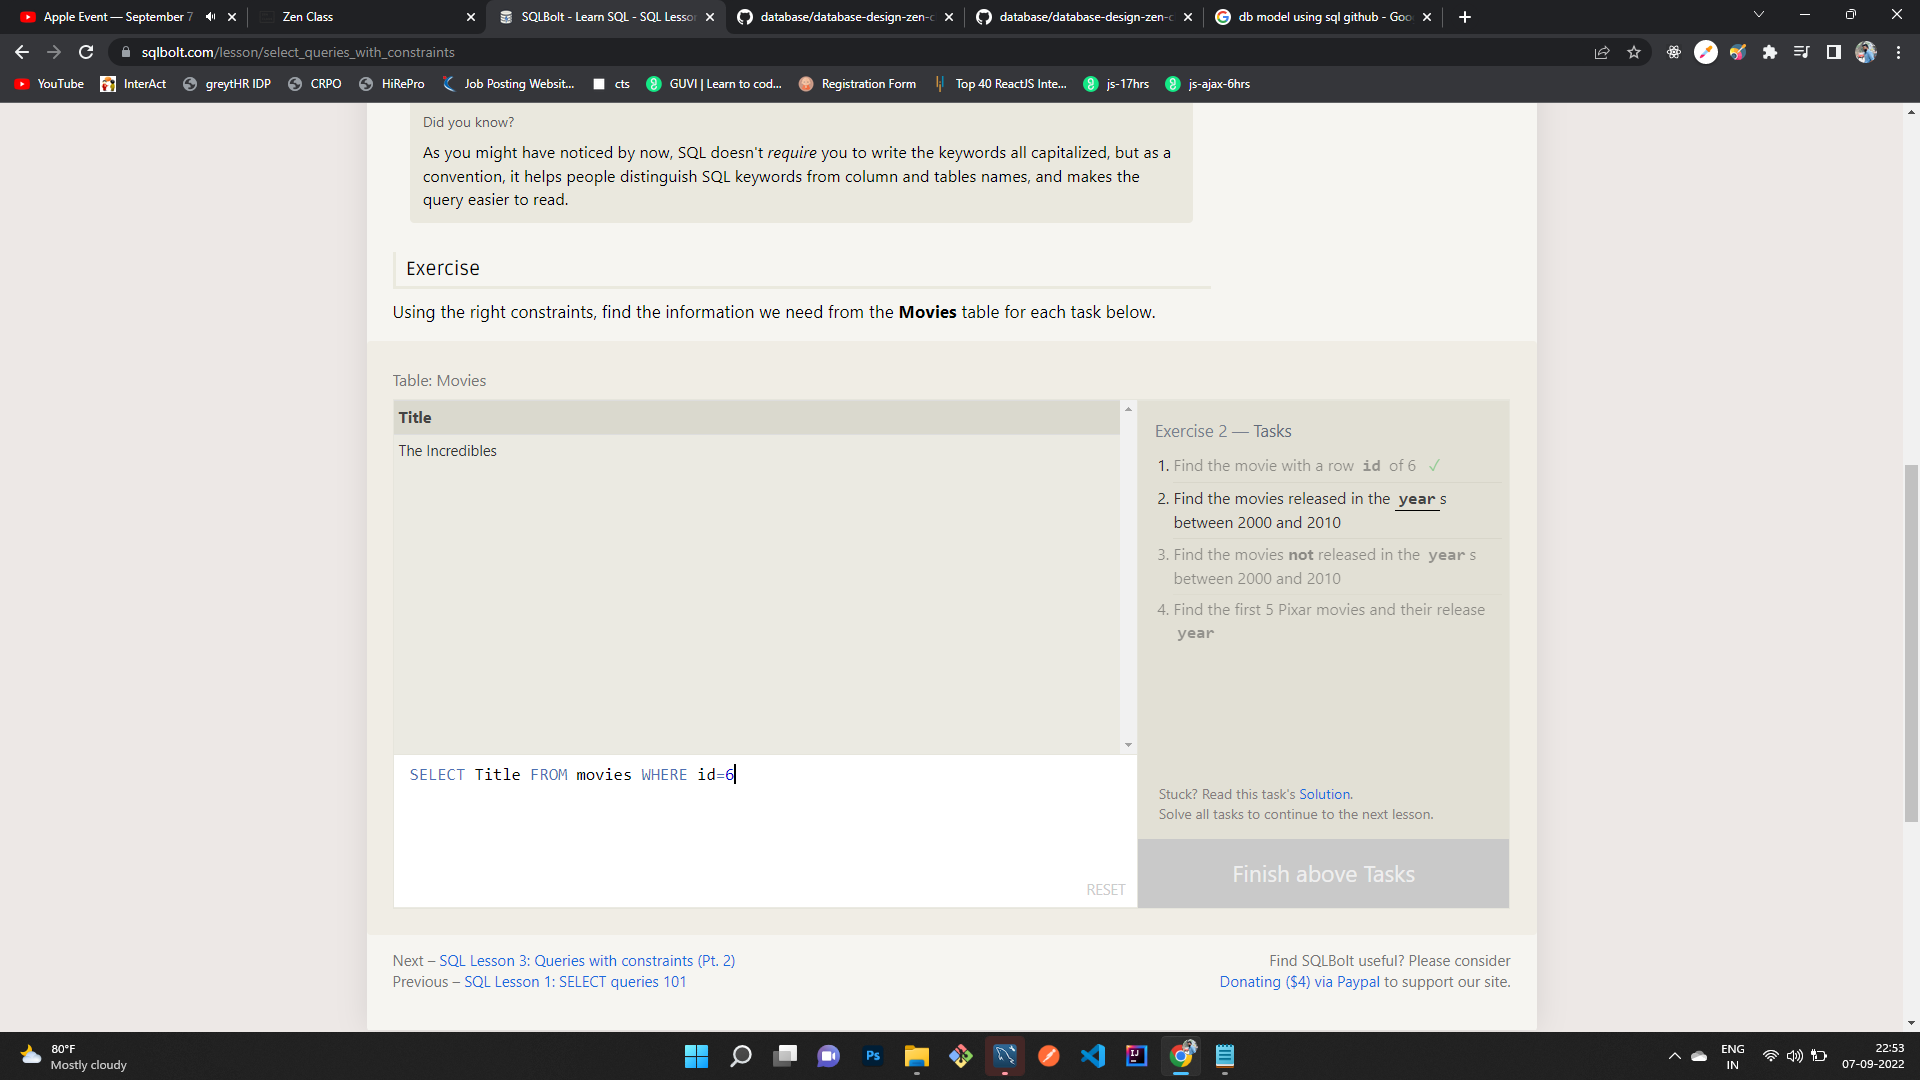 Apple Event — September 7
Zen Class
SQLBolt - Learn SQL - SQL Lesson
database/database-design-zen-c
database/database-design-zen-c
db model using sql github - Goo
sqlbolt.com/lesson/select_queries_with_constraints
YouTube
InterAct
greytHR IDP
CRPO
HiRePro
Job Posting Websit...
cts
GUVI | Learn to cod...
Registration Form
Top 40 ReactJS Inte...
js-17hrs
js-ajax-6hrs
Did you know?
As you might have noticed by now, SQL doesn't require you to write the keywords all capitalized, but as a
convention, it helps people distinguish SQL keywords from column and tables names, and makes the
query easier to read.
Exercise
Using the right constraints, find the information we need from the Movies table for each task below.
Table: Movies
Title
The Incredibles
SELECT Title FROM movies WHERE id=6
RESET
Exercise 2 — Tasks
1. Find the movie with a row id of 6 ✓
2. Find the movies released in the year s
between 2000 and 2010
3. Find the movies not released in the year s
between 2000 and 2010
4. Find the first 5 Pixar movies and their release
year
Stuck? Read this task's Solution.
Solve all tasks to continue to the next lesson.
Finish above Tasks
Next – SQL Lesson 3: Queries with constraints (Pt. 2)
Previous – SQL Lesson 1: SELECT queries 101
Find SQLBolt useful? Please consider
Donating ($4) via Paypal to support our site.
80°F
Mostly cloudy
Ps
IJ
ENG
IN
22:53
07-09-2022